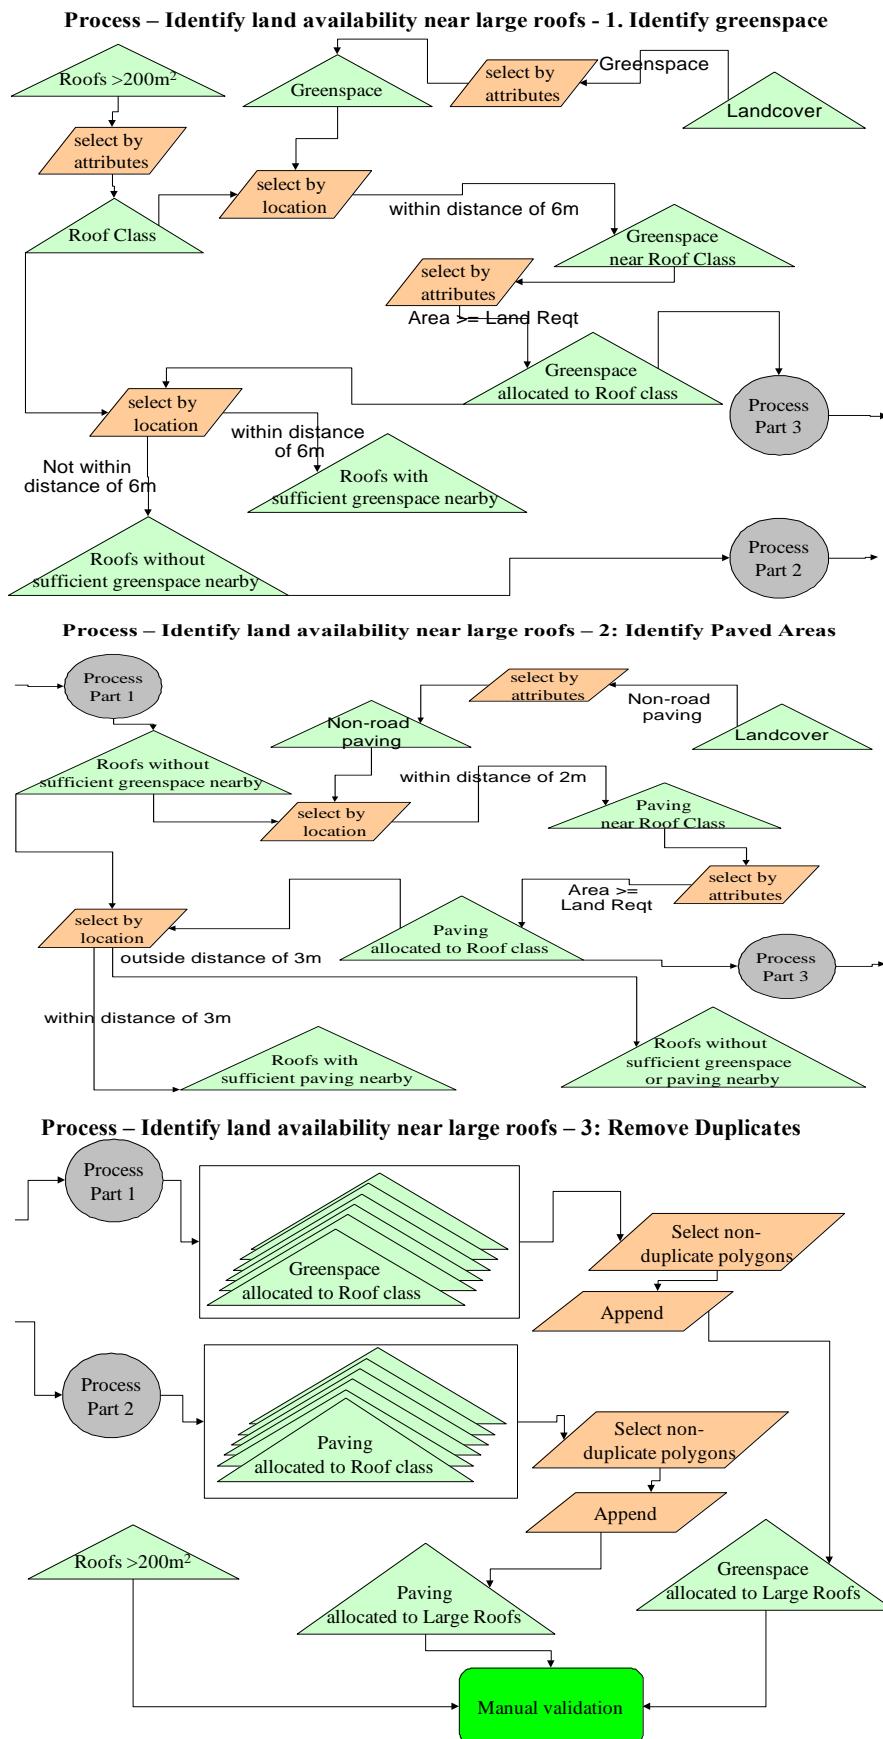 Process – Identify land availability near large roofs - 1. Identify greenspace
Roofs >200m²
Greenspace
select by
attributes
Greenspace
Landcover
select by
attributes
select by
location
within distance of 6m
Roof Class
Greenspace
near Roof Class
select by
attributes
Area >= Land Reqt
Greenspace
allocated to Roof class
Process
Part 3
select by
location
within distance
of 6m
Not within
distance of 6m
Roofs with
sufficient greenspace nearby
Roofs without
sufficient greenspace nearby
Process
Part 2
Process – Identify land availability near large roofs – 2: Identify Paved Areas
Process
Part 1
select by
attributes
Non-road
paving
Non-road
paving
Landcover
Roofs without
sufficient greenspace nearby
within distance of 2m
select by
location
Paving
near Roof Class
select by
attributes
Area >=
Land Reqt
select by
location
Paving
allocated to Roof class
outside distance of 3m
Process
Part 3
within distance of 3m
Roofs with
sufficient paving nearby
Roofs without
sufficient greenspace
or paving nearby
Process – Identify land availability near large roofs – 3: Remove Duplicates
Process
Part 1
Greenspace
allocated to Roof class
Select non-
duplicate polygons
Append
Process
Part 2
Paving
allocated to Roof class
Select non-
duplicate polygons
Append
Roofs >200m²
Paving
allocated to Large Roofs
Greenspace
allocated to Large Roofs
Manual validation